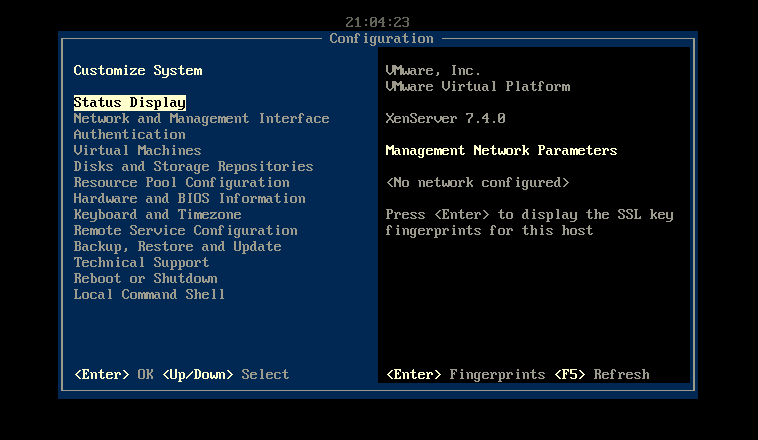 21:04:23
Configuration
Customize System
Status Display
Network and Management Interface
Authentication
Virtual Machines
Disks and Storage Repositories
Resource Pool Configuration
Hardware and BIOS Information
Keyboard and Timezone
Remote Service Configuration
Backup, Restore and Update
Technical Support
Reboot or Shutdown
Local Command Shell
<Enter> OK <Up/Down> Select
VMware, Inc.
VMware Virtual Platform
XenServer 7.4.0
Management Network Parameters
<No network configured>
Press <Enter> to display the SSL key
fingerprints for this host
<Enter> Fingerprints <F5> Refresh